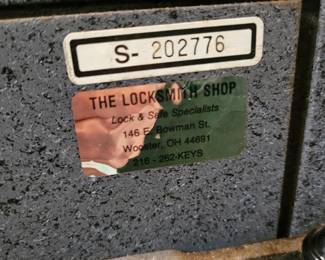 S- 202776
THE LOCKSMITH SHOP
Lock & Safe Specialists
146 E. Bowman St.
Wooster, OH 44691
216 - 262-KEYS